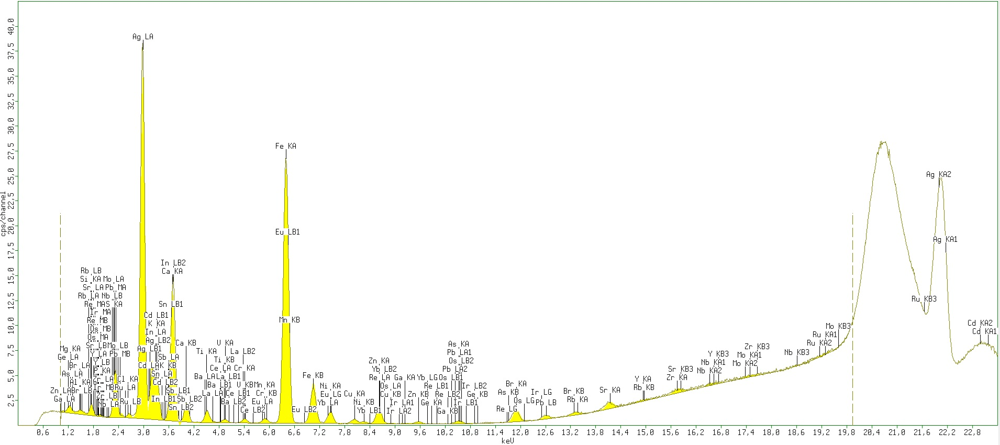 40,0
37,5
35,0
32,5
30,0
27,5
25,0
22,5
20,0
17,5
15,0
12,5
10,0
7,5
5,0
2,5
cps/channel
Ag LA
Fe KA
Ag KA2
Eu LB1
Ag KA1
In LB2
Ca KA
Rb LB
Si KA Mo LA
Sr LA Pb MA
Rb LA Nb LB
Re MA S KA
Sn LB1
Ru KB3
Ir MA
Cd LB1
Re MB
K KA
Mn KB
Os MB
In LA
Os MA
Ag LB2
Sr LB Mo LB
Ca KB
V KA
As KA
Mo KB3
Cd KA2
Cd KA1
Mg KA
Ag LB1
Ti KA
La LB2
Pb LA1
Ru KA1
Ge LA
Y LA Pb MB
Sb LA
Ti KB
Zn KA
Os LB2
Ru KA2
Br LA
Y LB
Cd LA K KB
Ce LA Cr KA
Yb LB2
Pb LA2
Y KB3
Zr KB3
As LA
P KA
Sn LA
Ba LA La LB1
Fe KB
Re LA Ga KA Yb LG Os LB1
Nb KA1
Mo KA1
Nb KB3
Al KA
Zr LA Cl KA
Cd LB2
Ba LB1 V KB Mn KA
Ni KA
Os LA
Re LB1 Ir LB2
Br KA
Sr KB3
Nb KA2
Mo KA2
Zn LA Br LB
Ir MB Ru LA
Sb LB1
La LA Ce LB1 Cr KB
Eu LG Cu KA
Cu KB
Zn KB
Re LB2
Ge KB
As KB
Ir LG
Br KB
Sr KA
Y KA
Zr KA
Ga LA
Zr LB
Nb LA
Ru LB
In LB1 Sb LB2
Sn LB2
Ba LB2 Eu LA
Ce LB2
Eu LB2
Yb LA
Ni KB
Yb LB1
Ir LA1
Ir LA2
Ge KA
Ga KB
Ir LB1
Re LG
Os LG
Pb LB
Rb KA
Rb KB
0,6 1,2 1,8 2,4 3,0 3,6 4,2 4,8 5,4 6,0 6,6 7,2 7,8 8,4 9,0 9,6 10,2 10,8 11,4 12,0 12,6 13,2 13,8 14,4 15,0 15,6 16,2 16,8 17,4 18,0 18,6 19,2 19,8 20,4 21,0 21,6 22,2 22,8
keV